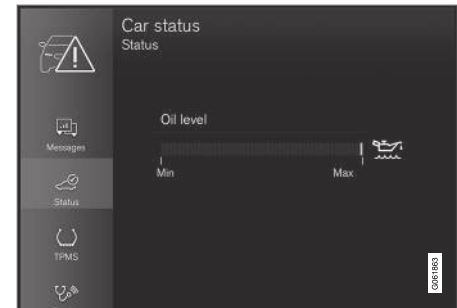 Car status
Status
Oil level
Min Max
Messages
Status
TPMS
G061863